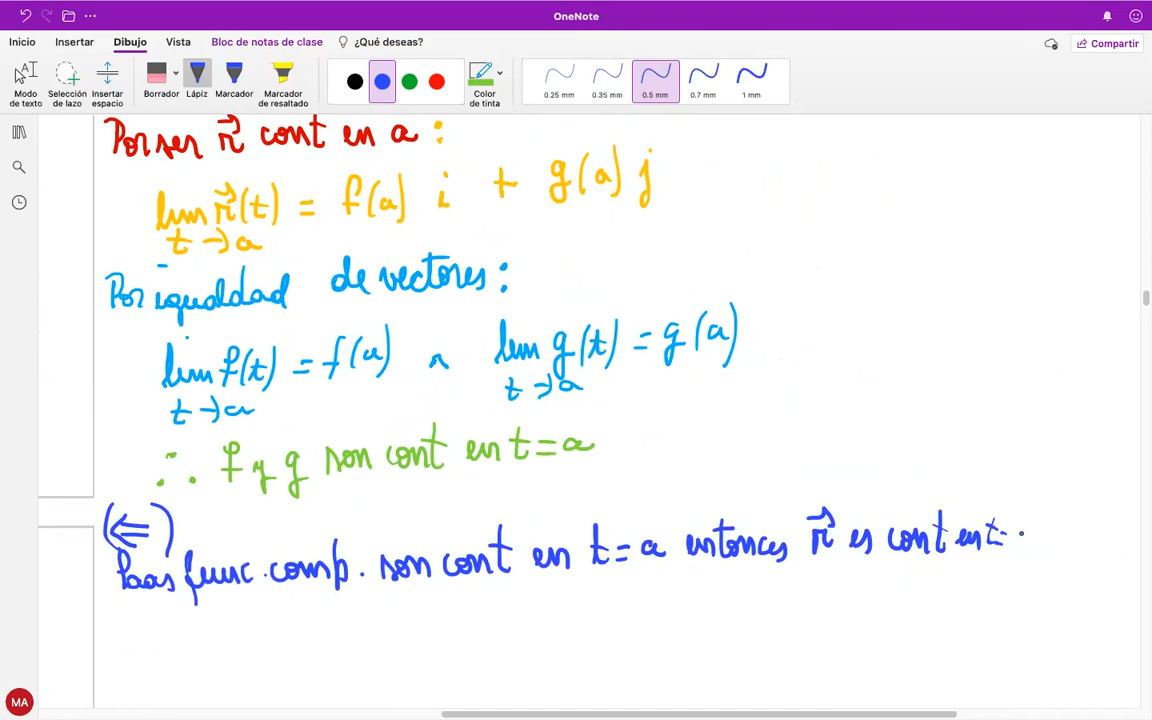 OneNote
Inicio Insertar Dibujo Vista Bloc de notas de clase ¿Qué deseas? Compartir
Modo de texto
Selección de lazo
Insertar espacio
Borrador
Lápiz
Marcador
Marcador de resaltado
Color de tinta
0.25 mm 0.35 mm 0.5 mm 0.7 mm 1 mm
Por ser r⃗ cont en a :
lim r⃗(t) = f(a) i + g(a) j
t → a
Por igualdad de vectores :
lim f(t) = f(a) ∧ lim g(t) = g(a)
t → a t → a
∴ f y g son cont en t = a
(⇐)
func. comp. son cont en t = a entonces r⃗ es cont en t
MA